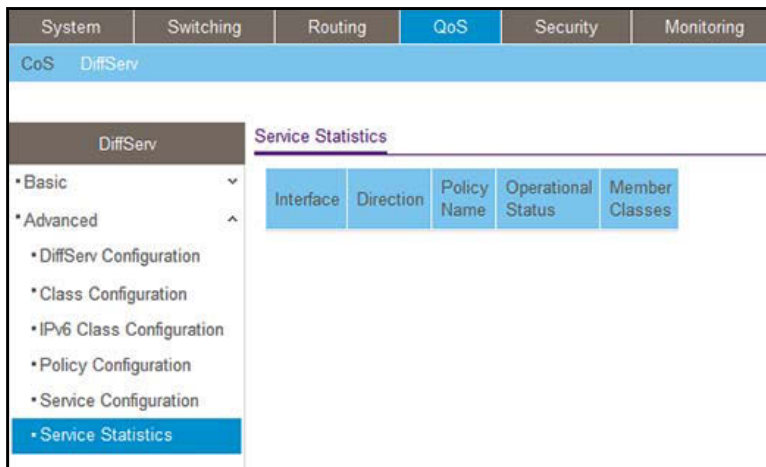 System Switching Routing QoS Security Monitoring
CoS DiffServ
DiffServ
Basic
Advanced
DiffServ Configuration
Class Configuration
IPv6 Class Configuration
Policy Configuration
Service Configuration
Service Statistics
Service Statistics
Interface Direction Policy Name Operational Status Member Classes